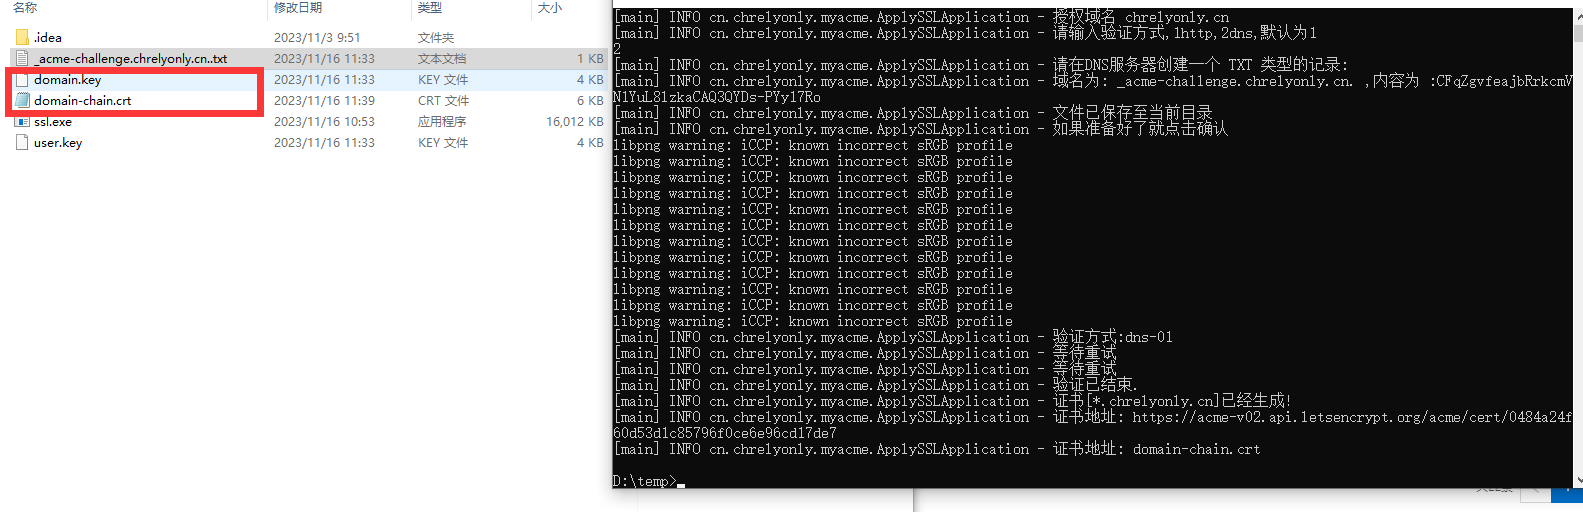 名称 修改日期 类型 大小
.idea 2023/11/3 9:51 文件夹
_acme-challenge.chrelyonly.cn..txt 2023/11/16 11:33 文本文档 1 KB
domain.key 2023/11/16 11:33 KEY 文件 4 KB
domain-chain.crt 2023/11/16 11:39 CRT 文件 6 KB
ssl.exe 2023/11/16 10:53 应用程序 16,012 KB
user.key 2023/11/16 11:33 KEY 文件 4 KB
[main] INFO cn.chrelyonly.myacme.ApplySSLApplication - 授权域名 chrelyonly.cn
[main] INFO cn.chrelyonly.myacme.ApplySSLApplication - 请输入验证方式,1http,2dns,默认为1
2
[main] INFO cn.chrelyonly.myacme.ApplySSLApplication - 请在DNS服务器创建一个 TXT 类型的记录:
[main] INFO cn.chrelyonly.myacme.ApplySSLApplication - 域名为: _acme-challenge.chrelyonly.cn. ,内容为 :CFqZgvfeajbRrkcmV
N1YuL81zkaCAQ3QYDs-PYy17Ro
[main] INFO cn.chrelyonly.myacme.ApplySSLApplication - 文件已保存至当前目录
[main] INFO cn.chrelyonly.myacme.ApplySSLApplication - 如果准备好了就点击确认
libpng warning: iCCP: known incorrect sRGB profile
libpng warning: iCCP: known incorrect sRGB profile
libpng warning: iCCP: known incorrect sRGB profile
libpng warning: iCCP: known incorrect sRGB profile
libpng warning: iCCP: known incorrect sRGB profile
libpng warning: iCCP: known incorrect sRGB profile
libpng warning: iCCP: known incorrect sRGB profile
libpng warning: iCCP: known incorrect sRGB profile
libpng warning: iCCP: known incorrect sRGB profile
libpng warning: iCCP: known incorrect sRGB profile
libpng warning: iCCP: known incorrect sRGB profile
libpng warning: iCCP: known incorrect sRGB profile
[main] INFO cn.chrelyonly.myacme.ApplySSLApplication - 验证方式:dns-01
[main] INFO cn.chrelyonly.myacme.ApplySSLApplication - 等待重试
[main] INFO cn.chrelyonly.myacme.ApplySSLApplication - 等待重试
[main] INFO cn.chrelyonly.myacme.ApplySSLApplication - 验证已结束.
[main] INFO cn.chrelyonly.myacme.ApplySSLApplication - 证书[*.chrelyonly.cn]已经生成!
[main] INFO cn.chrelyonly.myacme.ApplySSLApplication - 证书地址: https://acme-v02.api.letsencrypt.org/acme/cert/0484a24f
60d53d1c85796f0ce6e96cd17de7
[main] INFO cn.chrelyonly.myacme.ApplySSLApplication - 证书地址: domain-chain.crt
D:\temp>